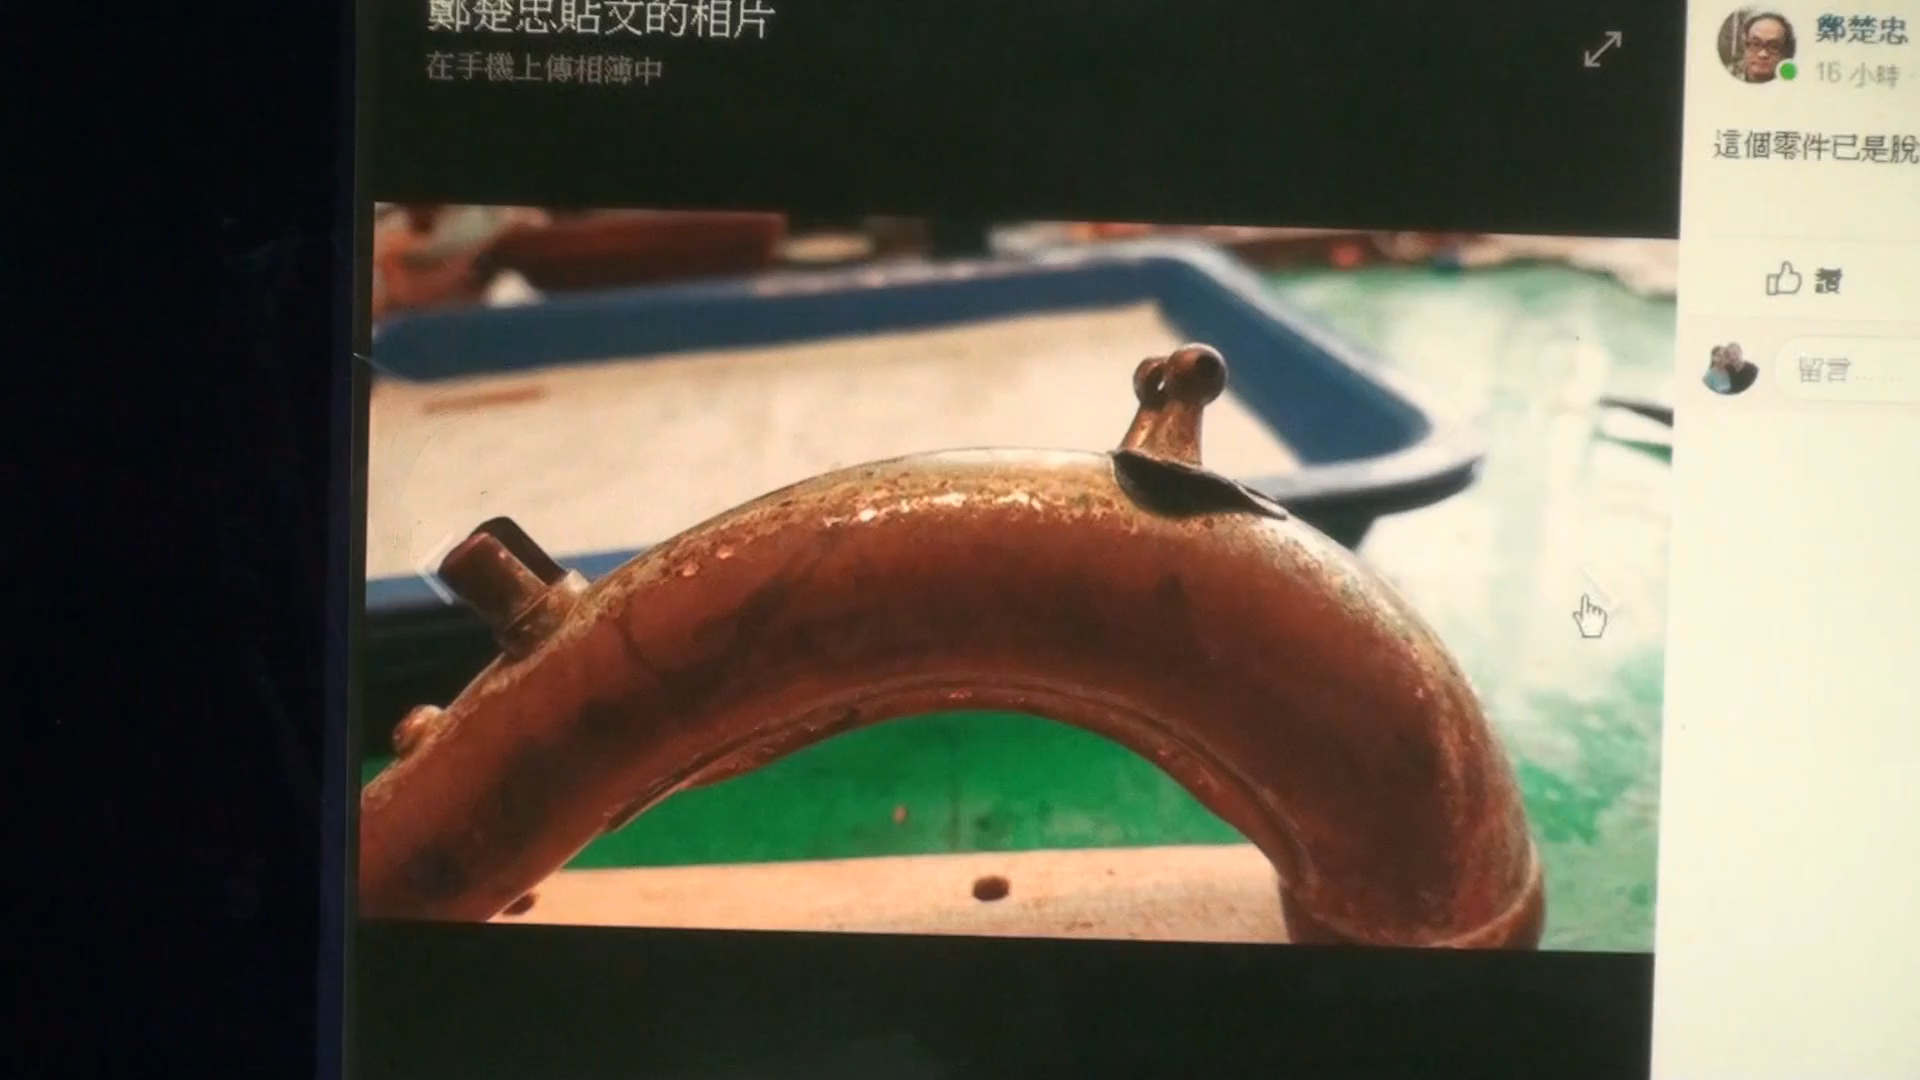 鄭楚忠貼文的相片
在手機上傳相簿中
鄭楚忠
16 小時 ·
這個零件已是脫
讚
留言……